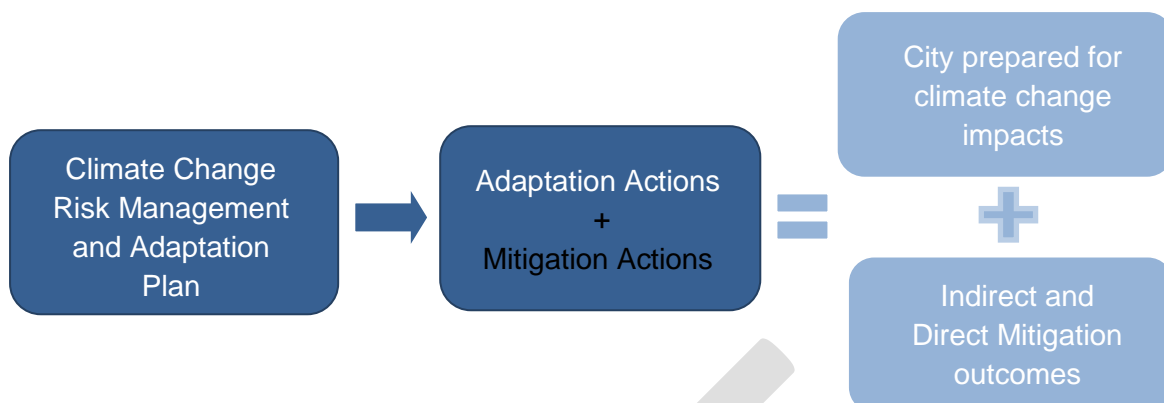 Climate Change
Risk Management
and Adaptation
Plan
Adaptation Actions
+
Mitigation Actions
=
City prepared for
climate change
impacts
+
Indirect and
Direct Mitigation
outcomes